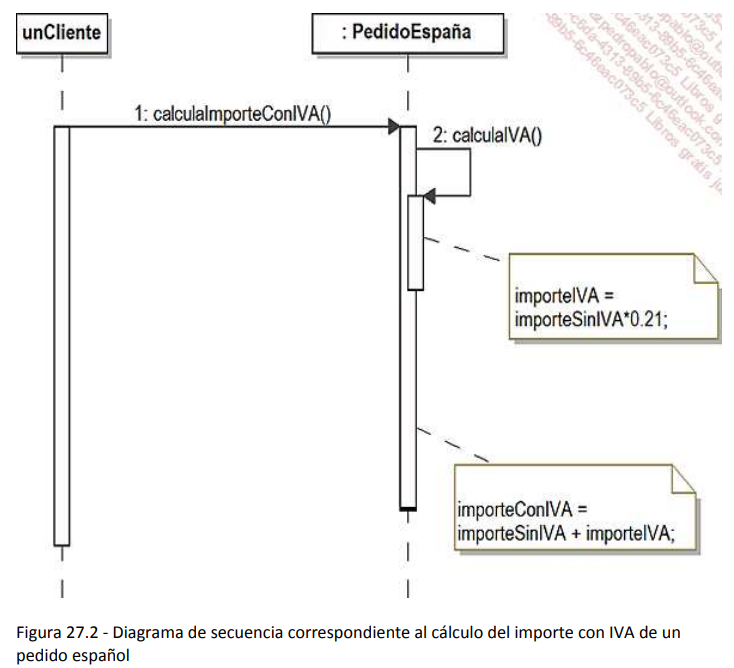 unCliente
: PedidoEspaña
1: calculaImporteConIVA()
2: calculaIVA()
importeIVA =
importeSinIVA*0.21;
importeConIVA =
importeSinIVA + importeIVA;
Figura 27.2 - Diagrama de secuencia correspondiente al cálculo del importe con IVA de un
pedido español